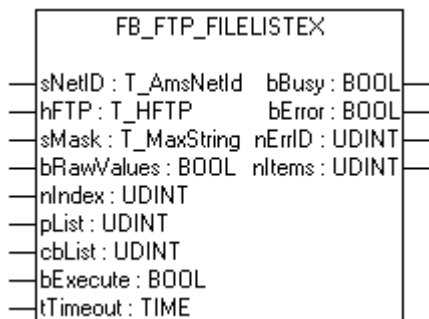 FB_FTP_FILELISTEX
sNetID : T_AmsNetId bBusy : BOOL
hFTP : T_HFTP bError : BOOL
sMask : T_MaxString nErrID : UDINT
bRawValues : BOOL nItems : UDINT
nIndex : UDINT
pList : UDINT
cbList : UDINT
bExecute : BOOL
tTimeout : TIME